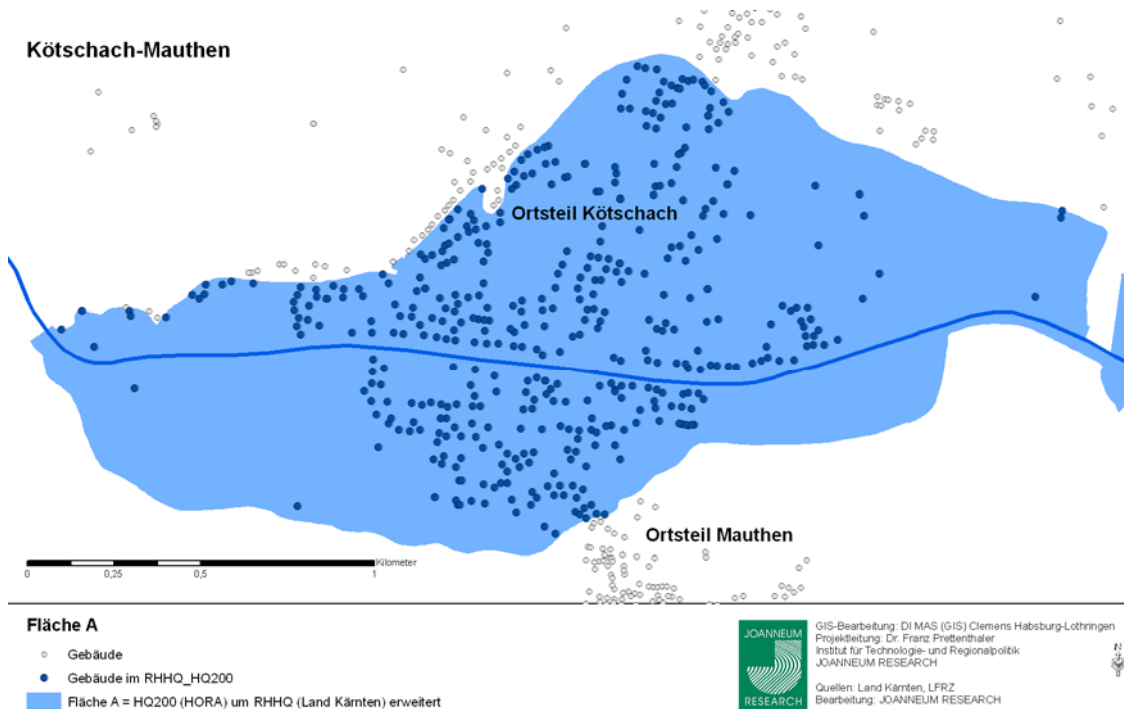 Kötschach-Mauthen
Ortsteil Kötschach
Ortsteil Mauthen
Kilometer
0 0,25 0,5 1
Fläche A
Gebäude
Gebäude im RHHQ_HQ200
Fläche A = HQ200 (HORA) um RHHQ (Land Kärnten) erweitert
JOANNEUM
RESEARCH
GIS-Bearbeitung: DI MAS (GIS) Clemens Habsburg-Lothringen
Projektleitung: Dr. Franz Prettenthaler
Institut für Technologie- und Regionalpolitik
JOANNEUM RESEARCH
Quellen: Land Kärnten, LFRZ
Bearbeitung: JOANNEUM RESEARCH
N